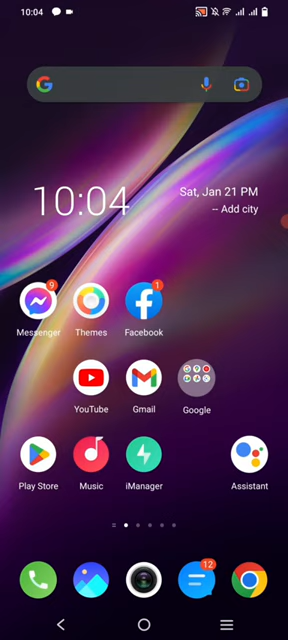 10:04
10:04
Sat, Jan 21 PM
-- Add city
9
1
Messenger
Themes
Facebook
YouTube
Gmail
Google
Play Store
Music
iManager
Assistant
12